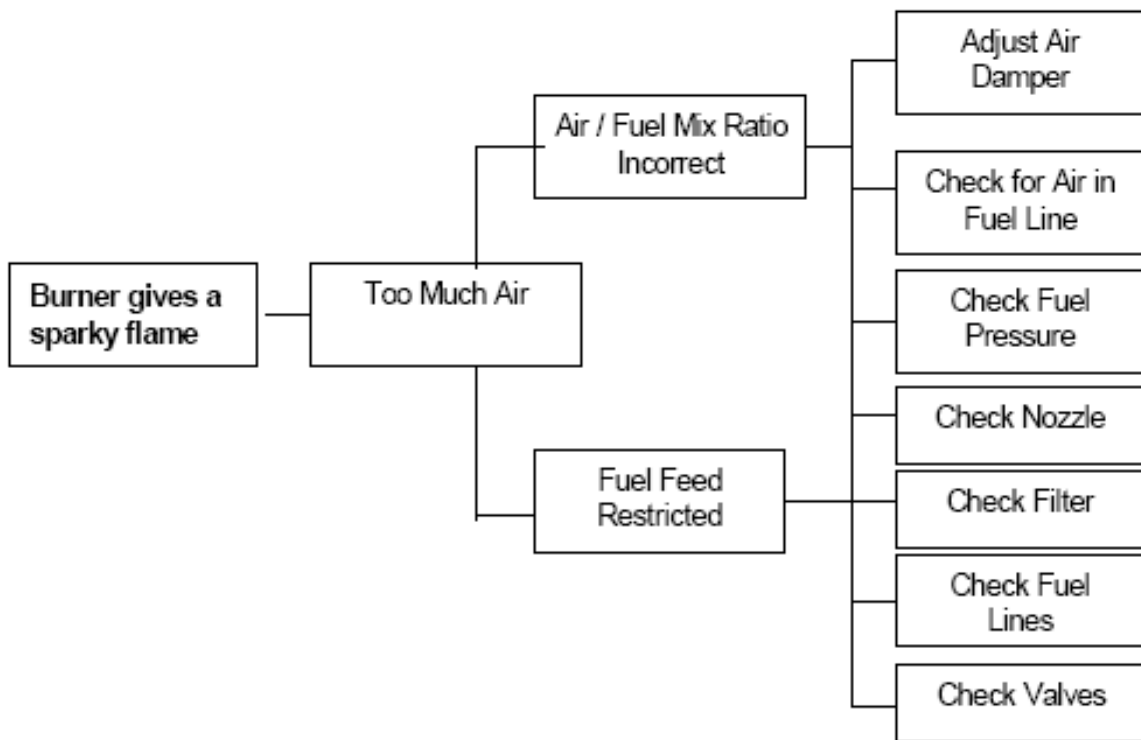 Burner gives a
sparky flame
Too Much Air
Air / Fuel Mix Ratio
Incorrect
Fuel Feed
Restricted
Adjust Air
Damper
Check for Air in
Fuel Line
Check Fuel
Pressure
Check Nozzle
Check Filter
Check Fuel
Lines
Check Valves